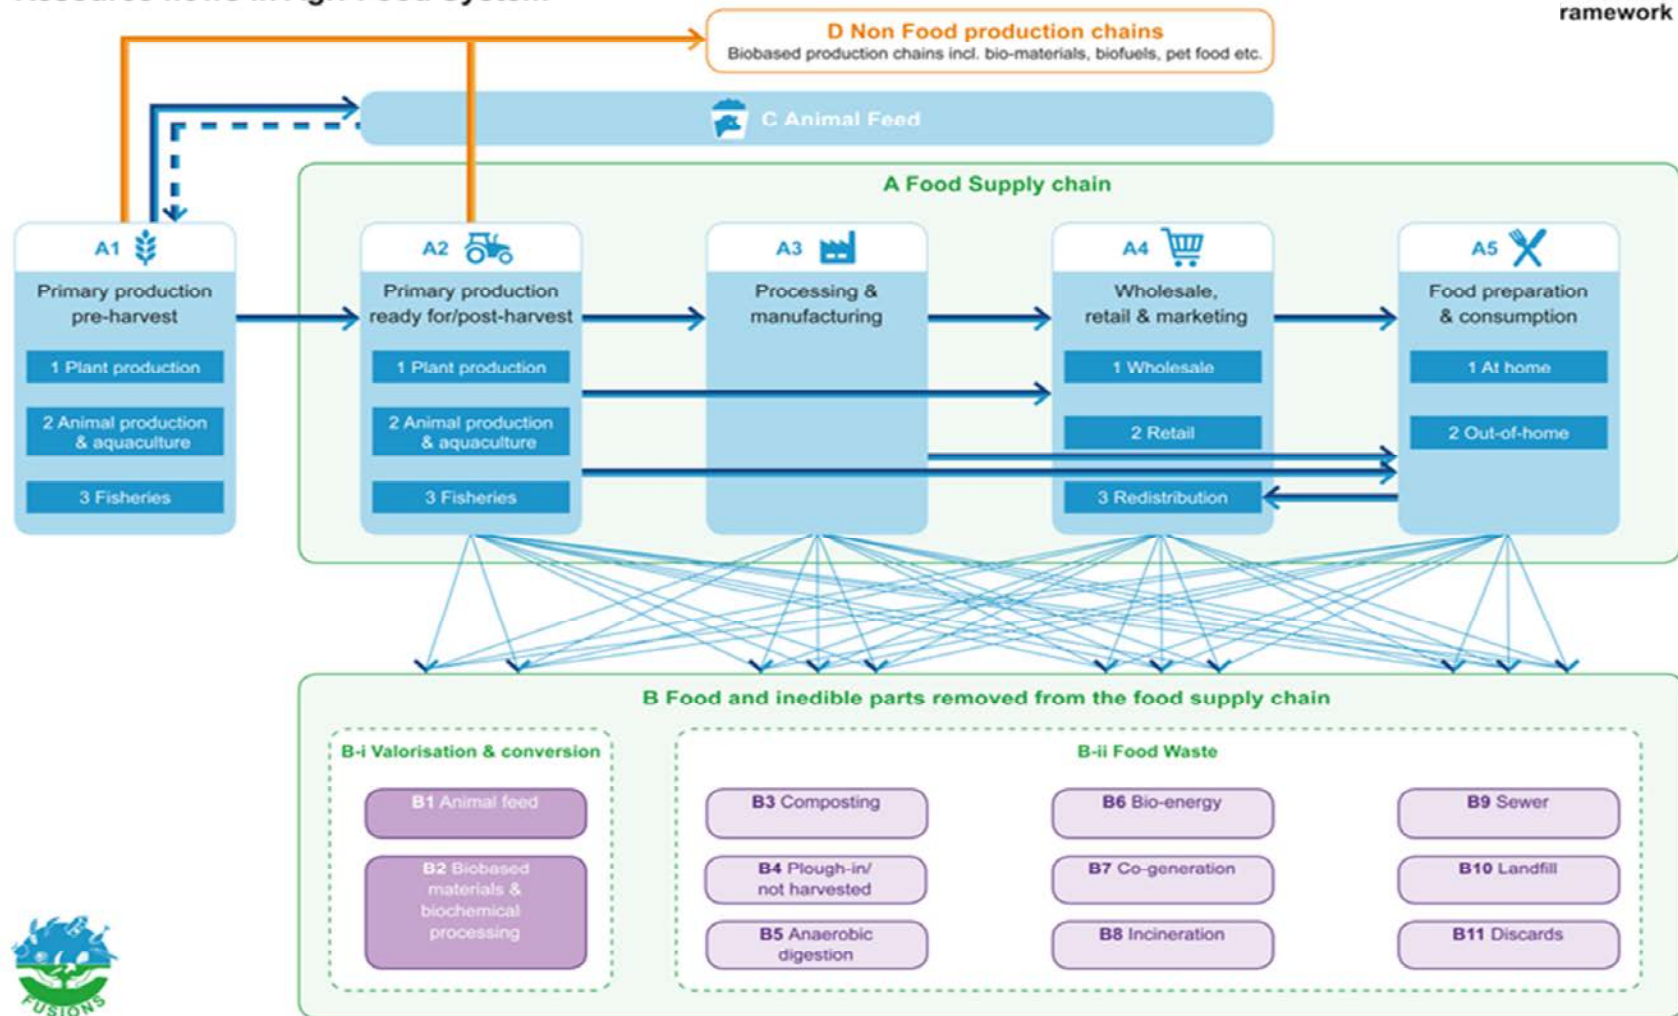 ramework
D Non Food production chains
Biobased production chains incl. bio-materials, biofuels, pet food etc.
C Animal Feed
A Food Supply chain
A1
Primary production
pre-harvest
1 Plant production
2 Animal production
& aquaculture
3 Fisheries
A2
Primary production
ready for/post-harvest
1 Plant production
2 Animal production
& aquaculture
3 Fisheries
A3
Processing &
manufacturing
A4
Wholesale,
retail & marketing
1 Wholesale
2 Retail
3 Redistribution
A5
Food preparation
& consumption
1 At home
2 Out-of-home
B Food and inedible parts removed from the food supply chain
B-i Valorisation & conversion
B1 Animal feed
B2 Biobased
materials &
biochemical
processing
B-ii Food Waste
B3 Composting
B4 Plough-in/
not harvested
B5 Anaerobic
digestion
B6 Bio-energy
B7 Co-generation
B8 Incineration
B9 Sewer
B10 Landfill
B11 Discards
FUSIONS